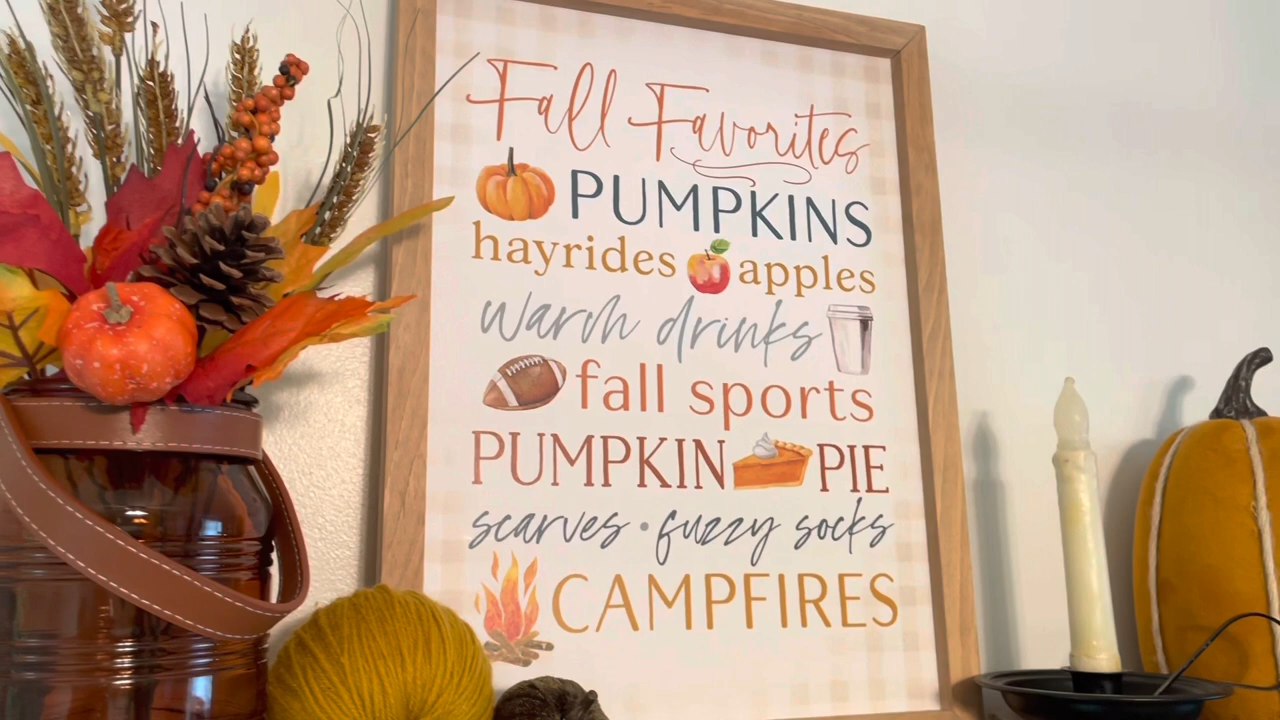 Fall Favorites
PUMPKINS
hayrides apples
warm drinks
fall sports
PUMPKIN PIE
scarves • fuzzy socks
CAMPFIRES